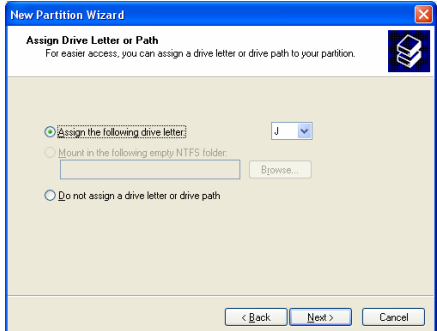 New Partition Wizard
Assign Drive Letter or Path
For easier access, you can assign a drive letter or drive path to your partition.
Assign the following drive letter: J
Mount in the following empty NTFS folder:
Browse...
Do not assign a drive letter or drive path
< Back Next > Cancel